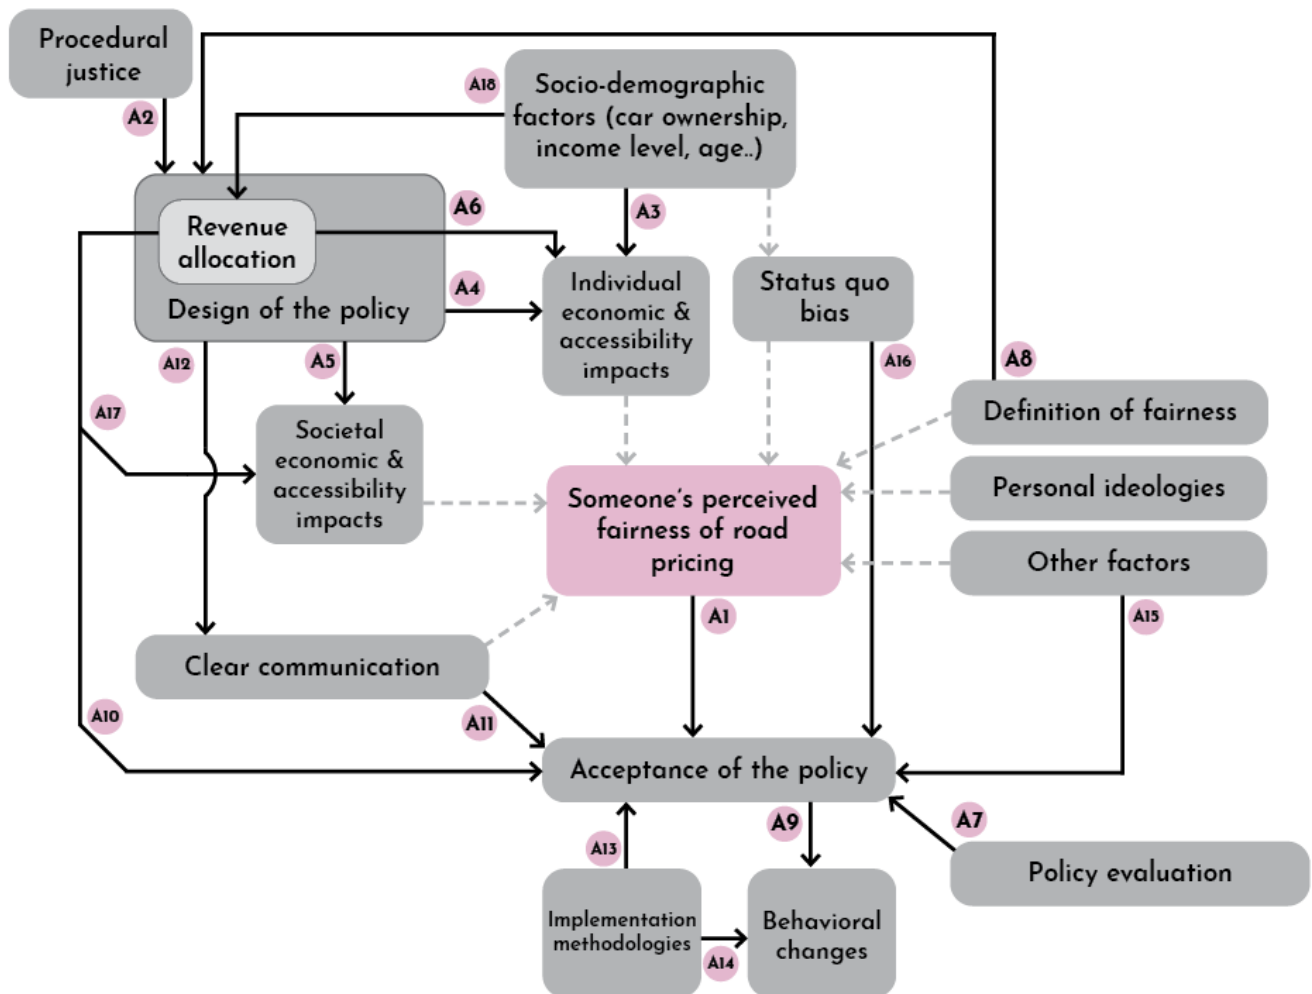 Procedural
justice
A2
A18
Socio-demographic
factors (car ownership,
income level, age..)
A6
A3
Revenue
allocation
Design of the policy
A4
Individual
economic &
accessibility
impacts
Status quo
bias
A12
A5
A16
A8
A17
Societal
economic &
accessibility
impacts
Definition of fairness
Someone's perceived
fairness of road
pricing
Personal ideologies
Other factors
A1
A15
Clear communication
A10
A11
Acceptance of the policy
A13
A9
A7
Implementation
methodologies
A14
Behavioral
changes
Policy evaluation